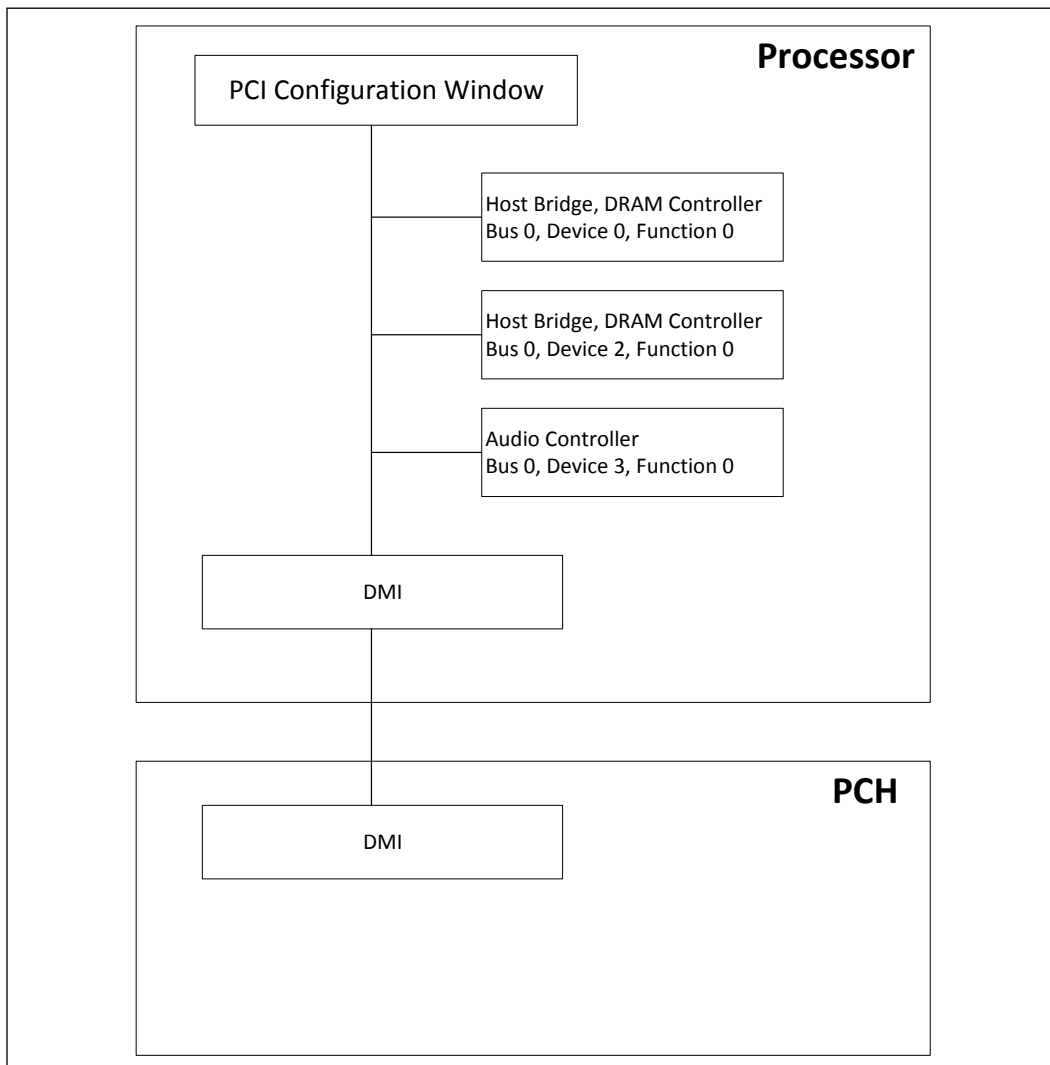 Processor
PCI Configuration Window
Host Bridge, DRAM Controller
Bus 0, Device 0, Function 0
Host Bridge, DRAM Controller
Bus 0, Device 2, Function 0
Audio Controller
Bus 0, Device 3, Function 0
DMI
PCH
DMI